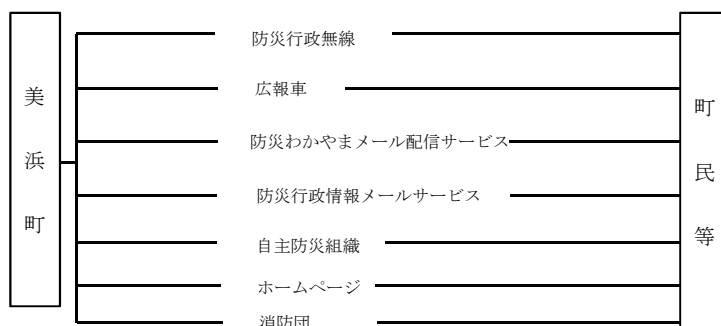 美浜町
防災行政無線
広報車
防災わかやまメール配信サービス
防災行政情報メールサービス
自主防災組織
ホームページ
消防団
町民等